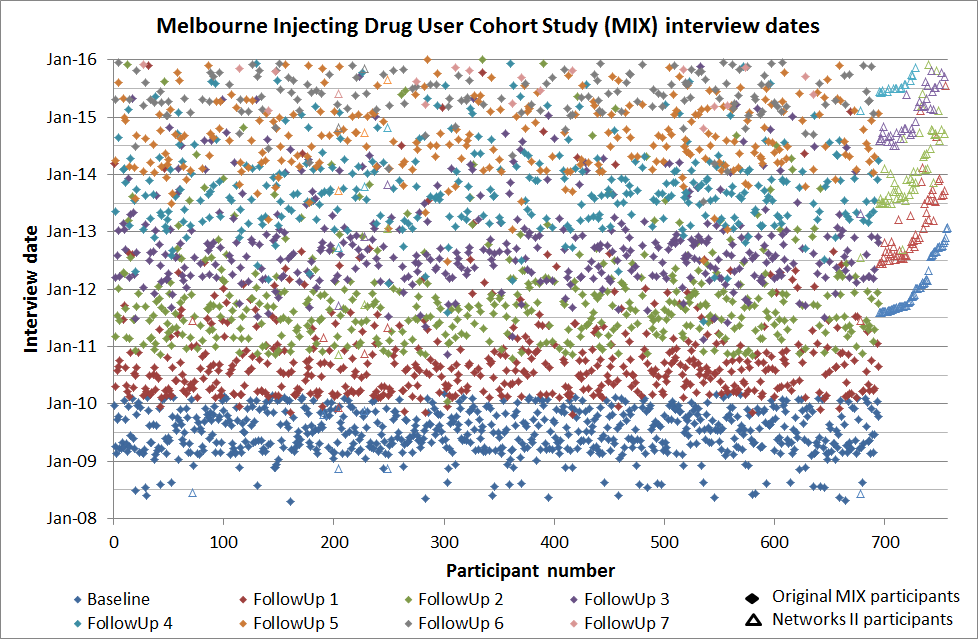 Melbourne Injecting Drug User Cohort Study (MIX) interview dates
Interview date
Jan-16
Jan-15
Jan-14
Jan-13
Jan-12
Jan-11
Jan-10
Jan-09
Jan-08
0 100 200 300 400 500 600 700
Participant number
Baseline FollowUp 1 FollowUp 2 FollowUp 3 Original MIX participants
FollowUp 4 FollowUp 5 FollowUp 6 FollowUp 7 Networks II participants